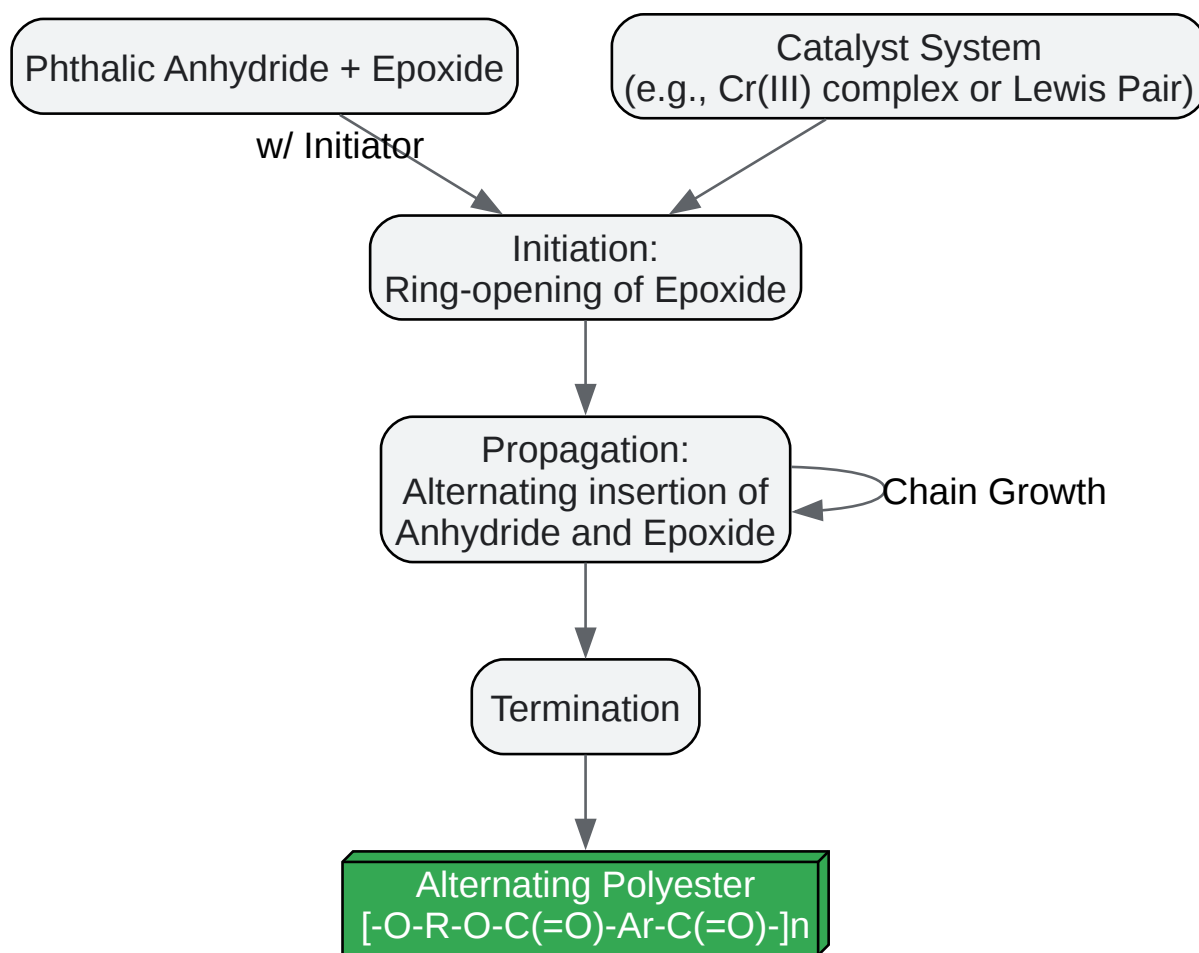 Phthalic Anhydride + Epoxide
Catalyst System
(e.g., Cr(III) complex or Lewis Pair)
w/ Initiator
Initiation:
Ring-opening of Epoxide
Propagation:
Alternating insertion of
Anhydride and Epoxide
Chain Growth
Termination
Alternating Polyester
[-O-R-O-C(=O)-Ar-C(=O)-]n